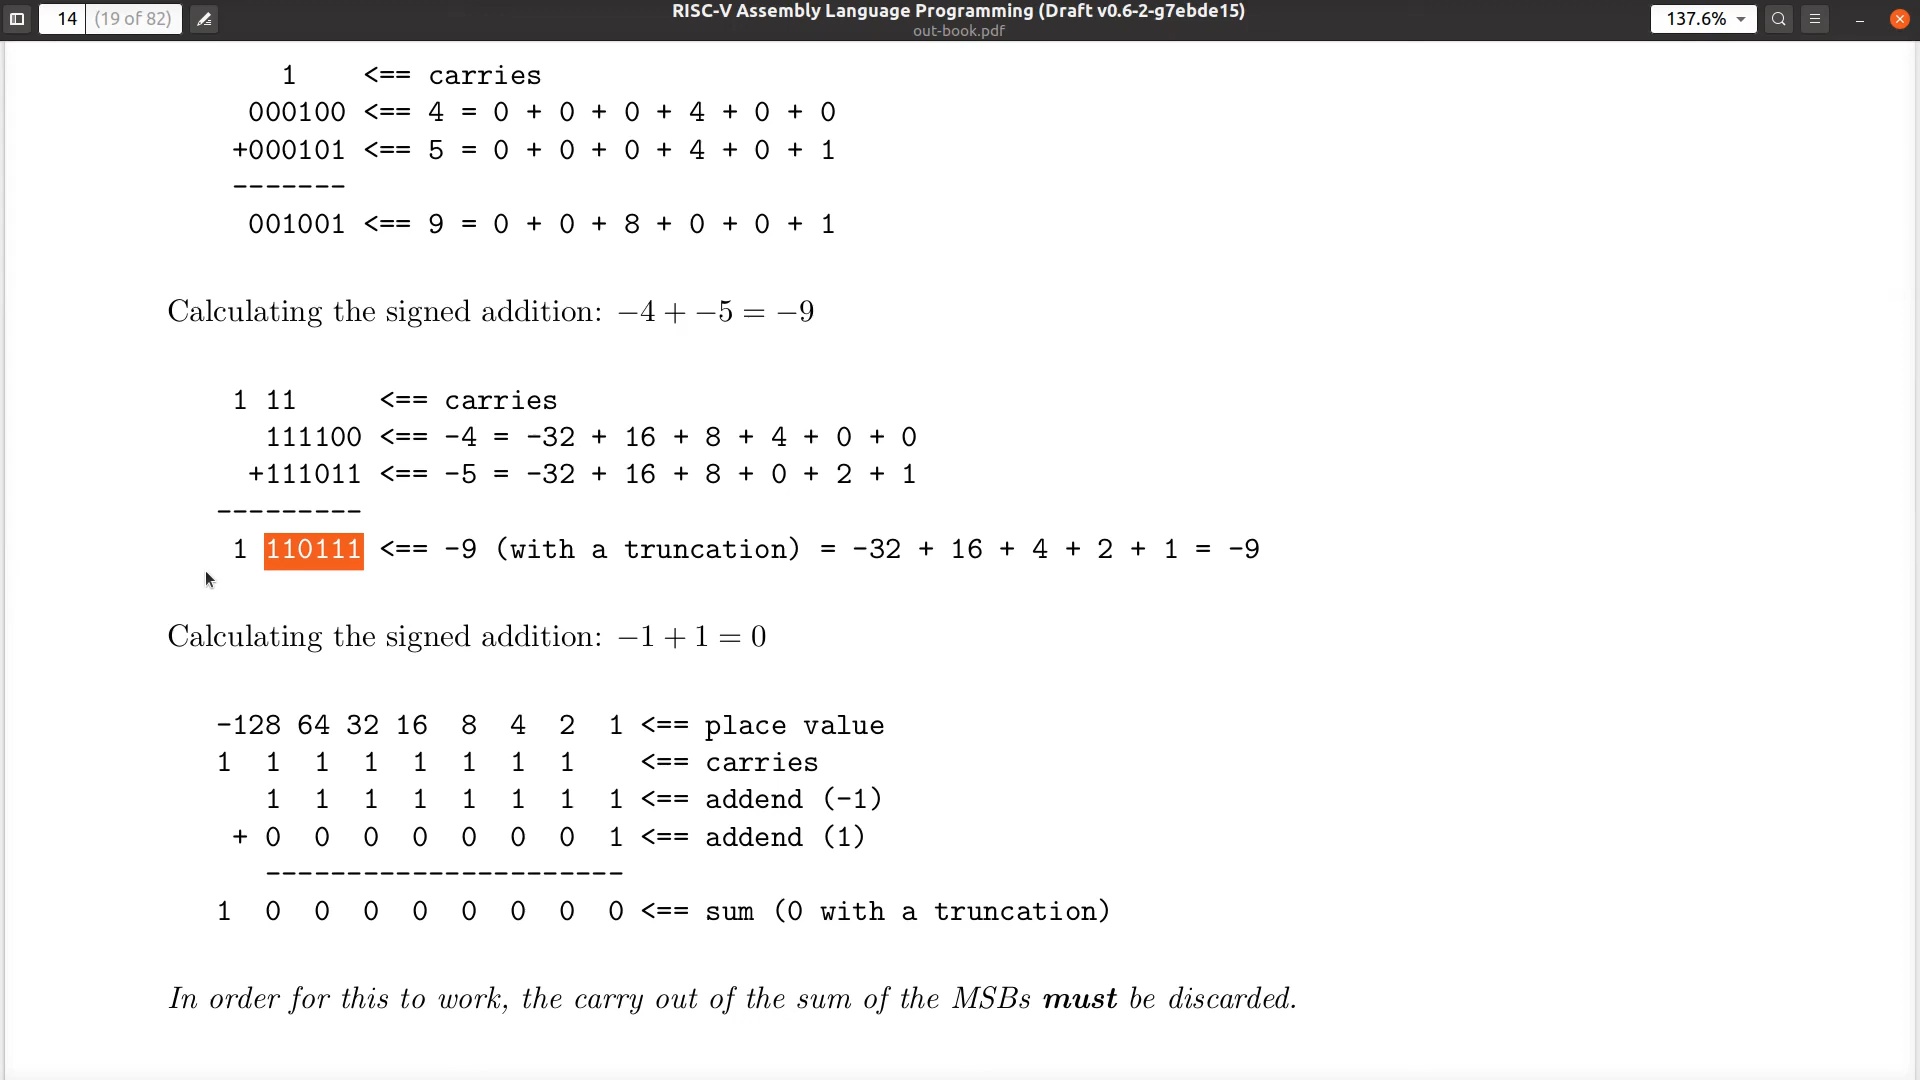 14 (19 of 82) RISC-V Assembly Language Programming (Draft v0.6-2-g7ebde15) 137.6%
out-book.pdf
1 <== carries
000100 <== 4 = 0 + 0 + 0 + 4 + 0 + 0
+000101 <== 5 = 0 + 0 + 0 + 4 + 0 + 1
-------
001001 <== 9 = 0 + 0 + 8 + 0 + 0 + 1
Calculating the signed addition: −4 + −5 = −9
1 11 <== carries
111100 <== -4 = -32 + 16 + 8 + 4 + 0 + 0
+111011 <== -5 = -32 + 16 + 8 + 0 + 2 + 1
---------
1 110111 <== -9 (with a truncation) = -32 + 16 + 4 + 2 + 1 = -9
Calculating the signed addition: −1 + 1 = 0
-128 64 32 16 8 4 2 1 <== place value
1 1 1 1 1 1 1 1 <== carries
1 1 1 1 1 1 1 1 <== addend (-1)
+ 0 0 0 0 0 0 0 1 <== addend (1)
----------------------
1 0 0 0 0 0 0 0 0 <== sum (0 with a truncation)
In order for this to work, the carry out of the sum of the MSBs must be discarded.